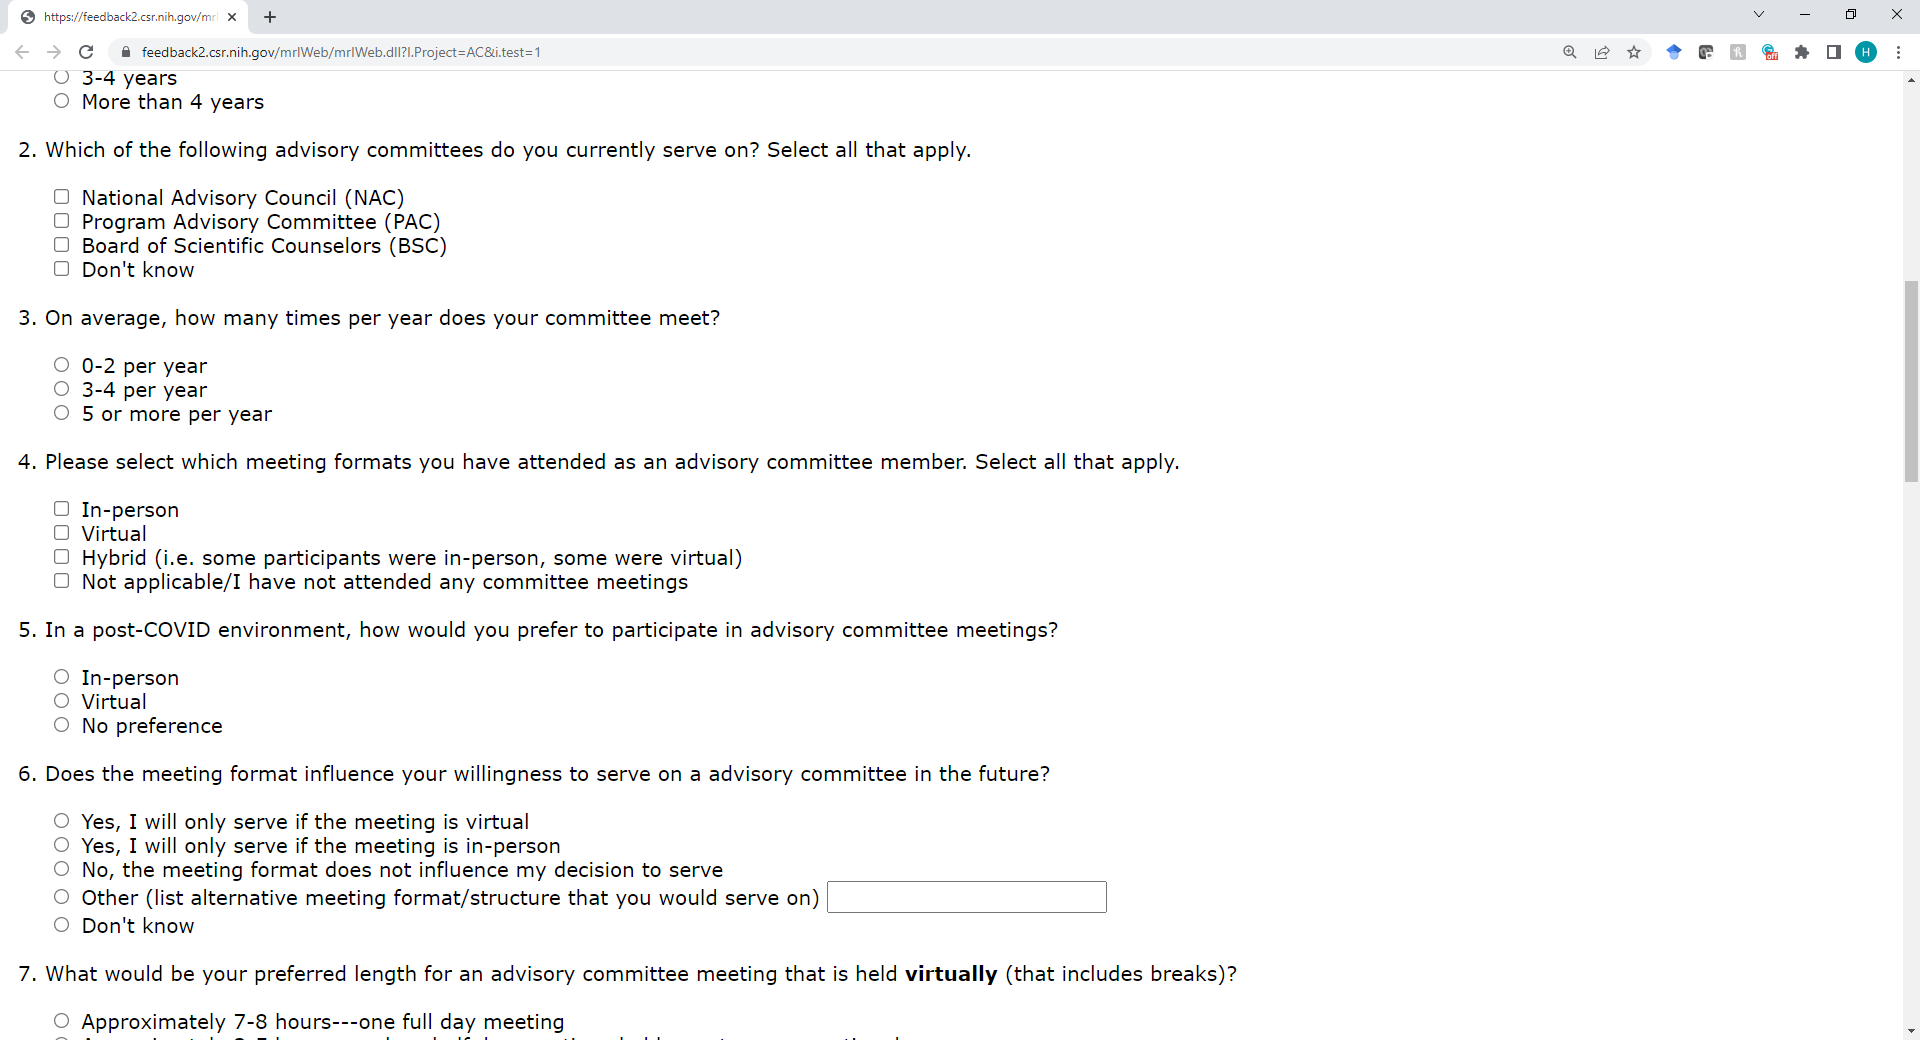 https://feedback2.csr.nih.gov/mrI
feedback2.csr.nih.gov/mrIWeb/mrIWeb.dll?I.Project=AC&i.test=1
H
3-4 years
More than 4 years
2. Which of the following advisory committees do you currently serve on? Select all that apply.
National Advisory Council (NAC)
Program Advisory Committee (PAC)
Board of Scientific Counselors (BSC)
Don't know
3. On average, how many times per year does your committee meet?
0-2 per year
3-4 per year
5 or more per year
4. Please select which meeting formats you have attended as an advisory committee member. Select all that apply.
In-person
Virtual
Hybrid (i.e. some participants were in-person, some were virtual)
Not applicable/I have not attended any committee meetings
5. In a post-COVID environment, how would you prefer to participate in advisory committee meetings?
In-person
Virtual
No preference
6. Does the meeting format influence your willingness to serve on a advisory committee in the future?
Yes, I will only serve if the meeting is virtual
Yes, I will only serve if the meeting is in-person
No, the meeting format does not influence my decision to serve
Other (list alternative meeting format/structure that you would serve on)
Don't know
7. What would be your preferred length for an advisory committee meeting that is held virtually (that includes breaks)?
Approximately 7-8 hours---one full day meeting